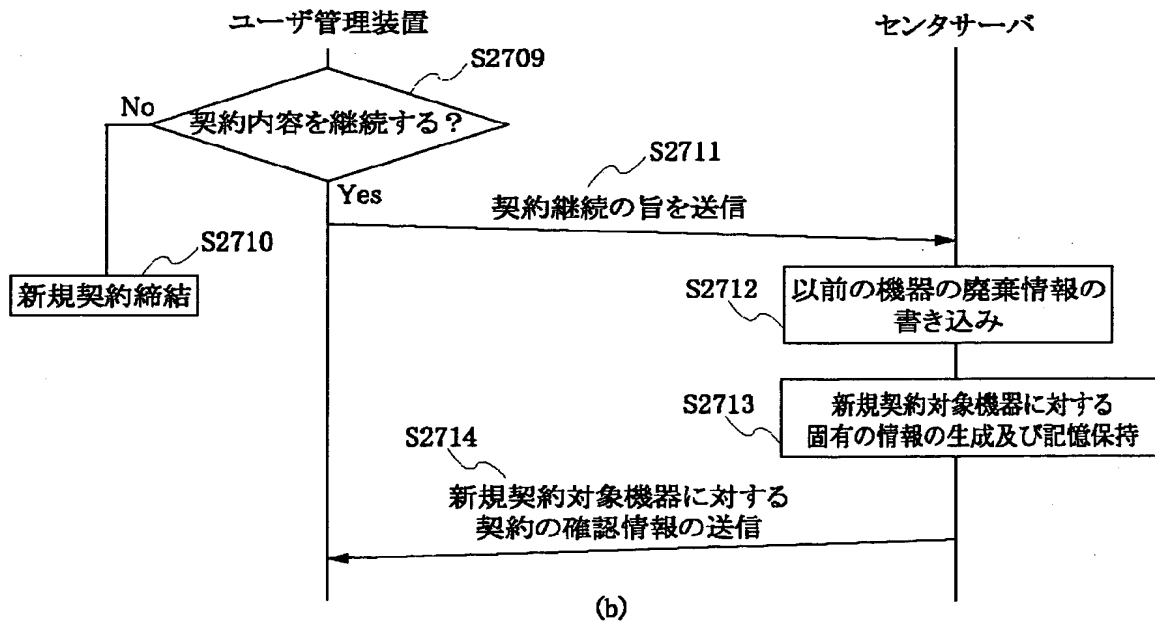 ユーザ管理装置
センタサーバ
S2709
No
契約内容を継続する？
S2711
Yes
契約継続の旨を送信
S2710
新規契約締結
S2712
以前の機器の廃棄情報の
書き込み
S2713
新規契約対象機器に対する
固有の情報の生成及び記憶保持
S2714
新規契約対象機器に対する
契約の確認情報の送信
(b)